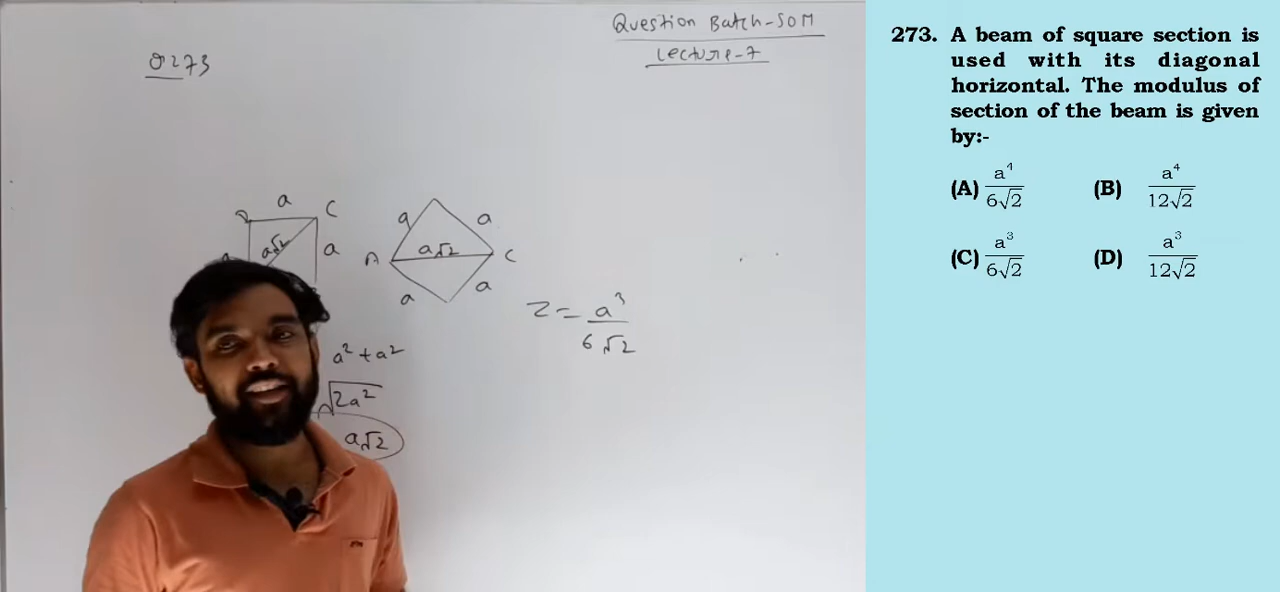 Question Batch-SOM
Lecture-7
Q273
a
C
a√2
a
a
a
A
a√2
C
a
a
Z = a³/6√2
a² + a²
√2a²
a√2
273. A beam of square section is
used with its diagonal
horizontal. The modulus of
section of the beam is given
by:-
(A) a⁴/6√2 (B) a⁴/12√2
(C) a³/6√2 (D) a³/12√2